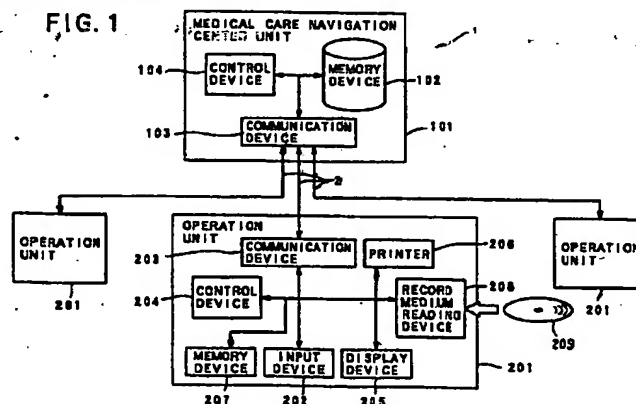 FIG. 1
MEDICAL CARE NAVIGATION
CENTER UNIT
1
104
CONTROL
DEVICE
MEMORY
DEVICE
102
103
COMMUNICATION
DEVICE
101
2
OPERATION
UNIT
201
OPERATION
UNIT
203
COMMUNICATION
DEVICE
PRINTER
206
OPERATION
UNIT
201
204
CONTROL
DEVICE
RECORD
MEDIUM
READING
DEVICE
208
209
MEMORY
DEVICE
INPUT
DEVICE
DISPLAY
DEVICE
201
207
202
205